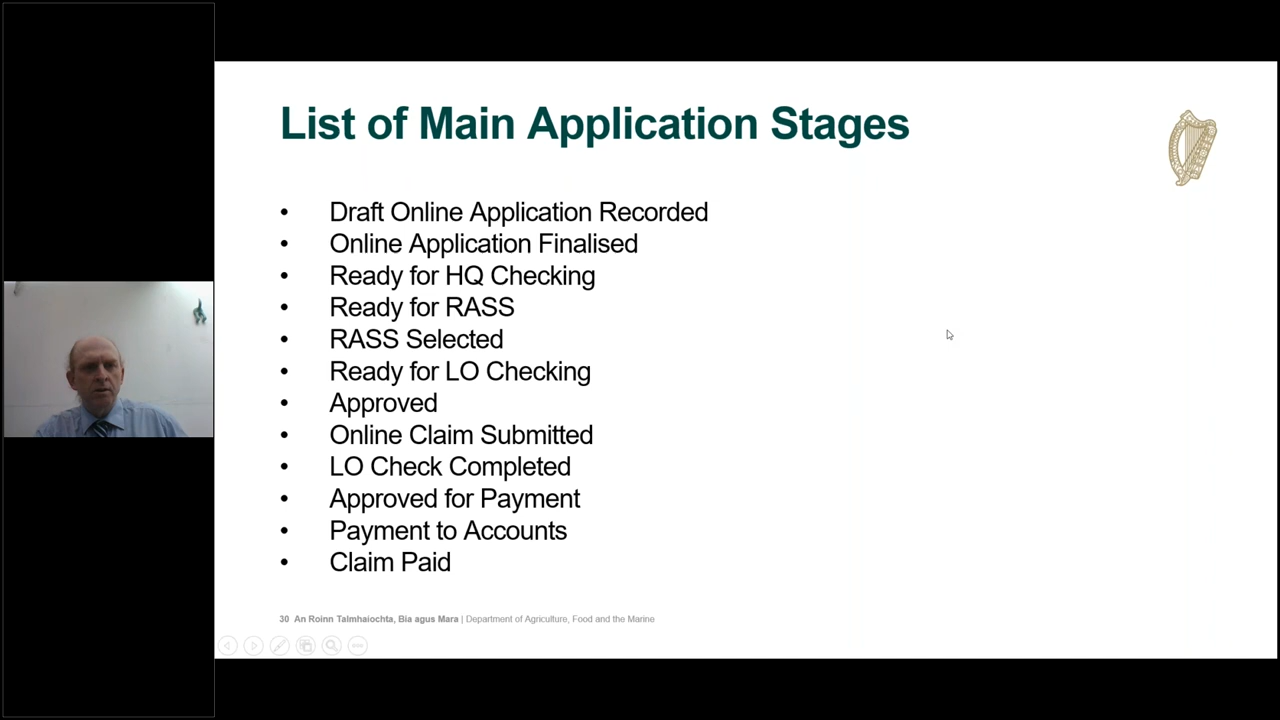 List of Main Application Stages
• Draft Online Application Recorded
• Online Application Finalised
• Ready for HQ Checking
• Ready for RASS
• RASS Selected
• Ready for LO Checking
• Approved
• Online Claim Submitted
• LO Check Completed
• Approved for Payment
• Payment to Accounts
• Claim Paid
30 An Roinn Talmhaíochta, Bia agus Mara | Department of Agriculture, Food and the Marine